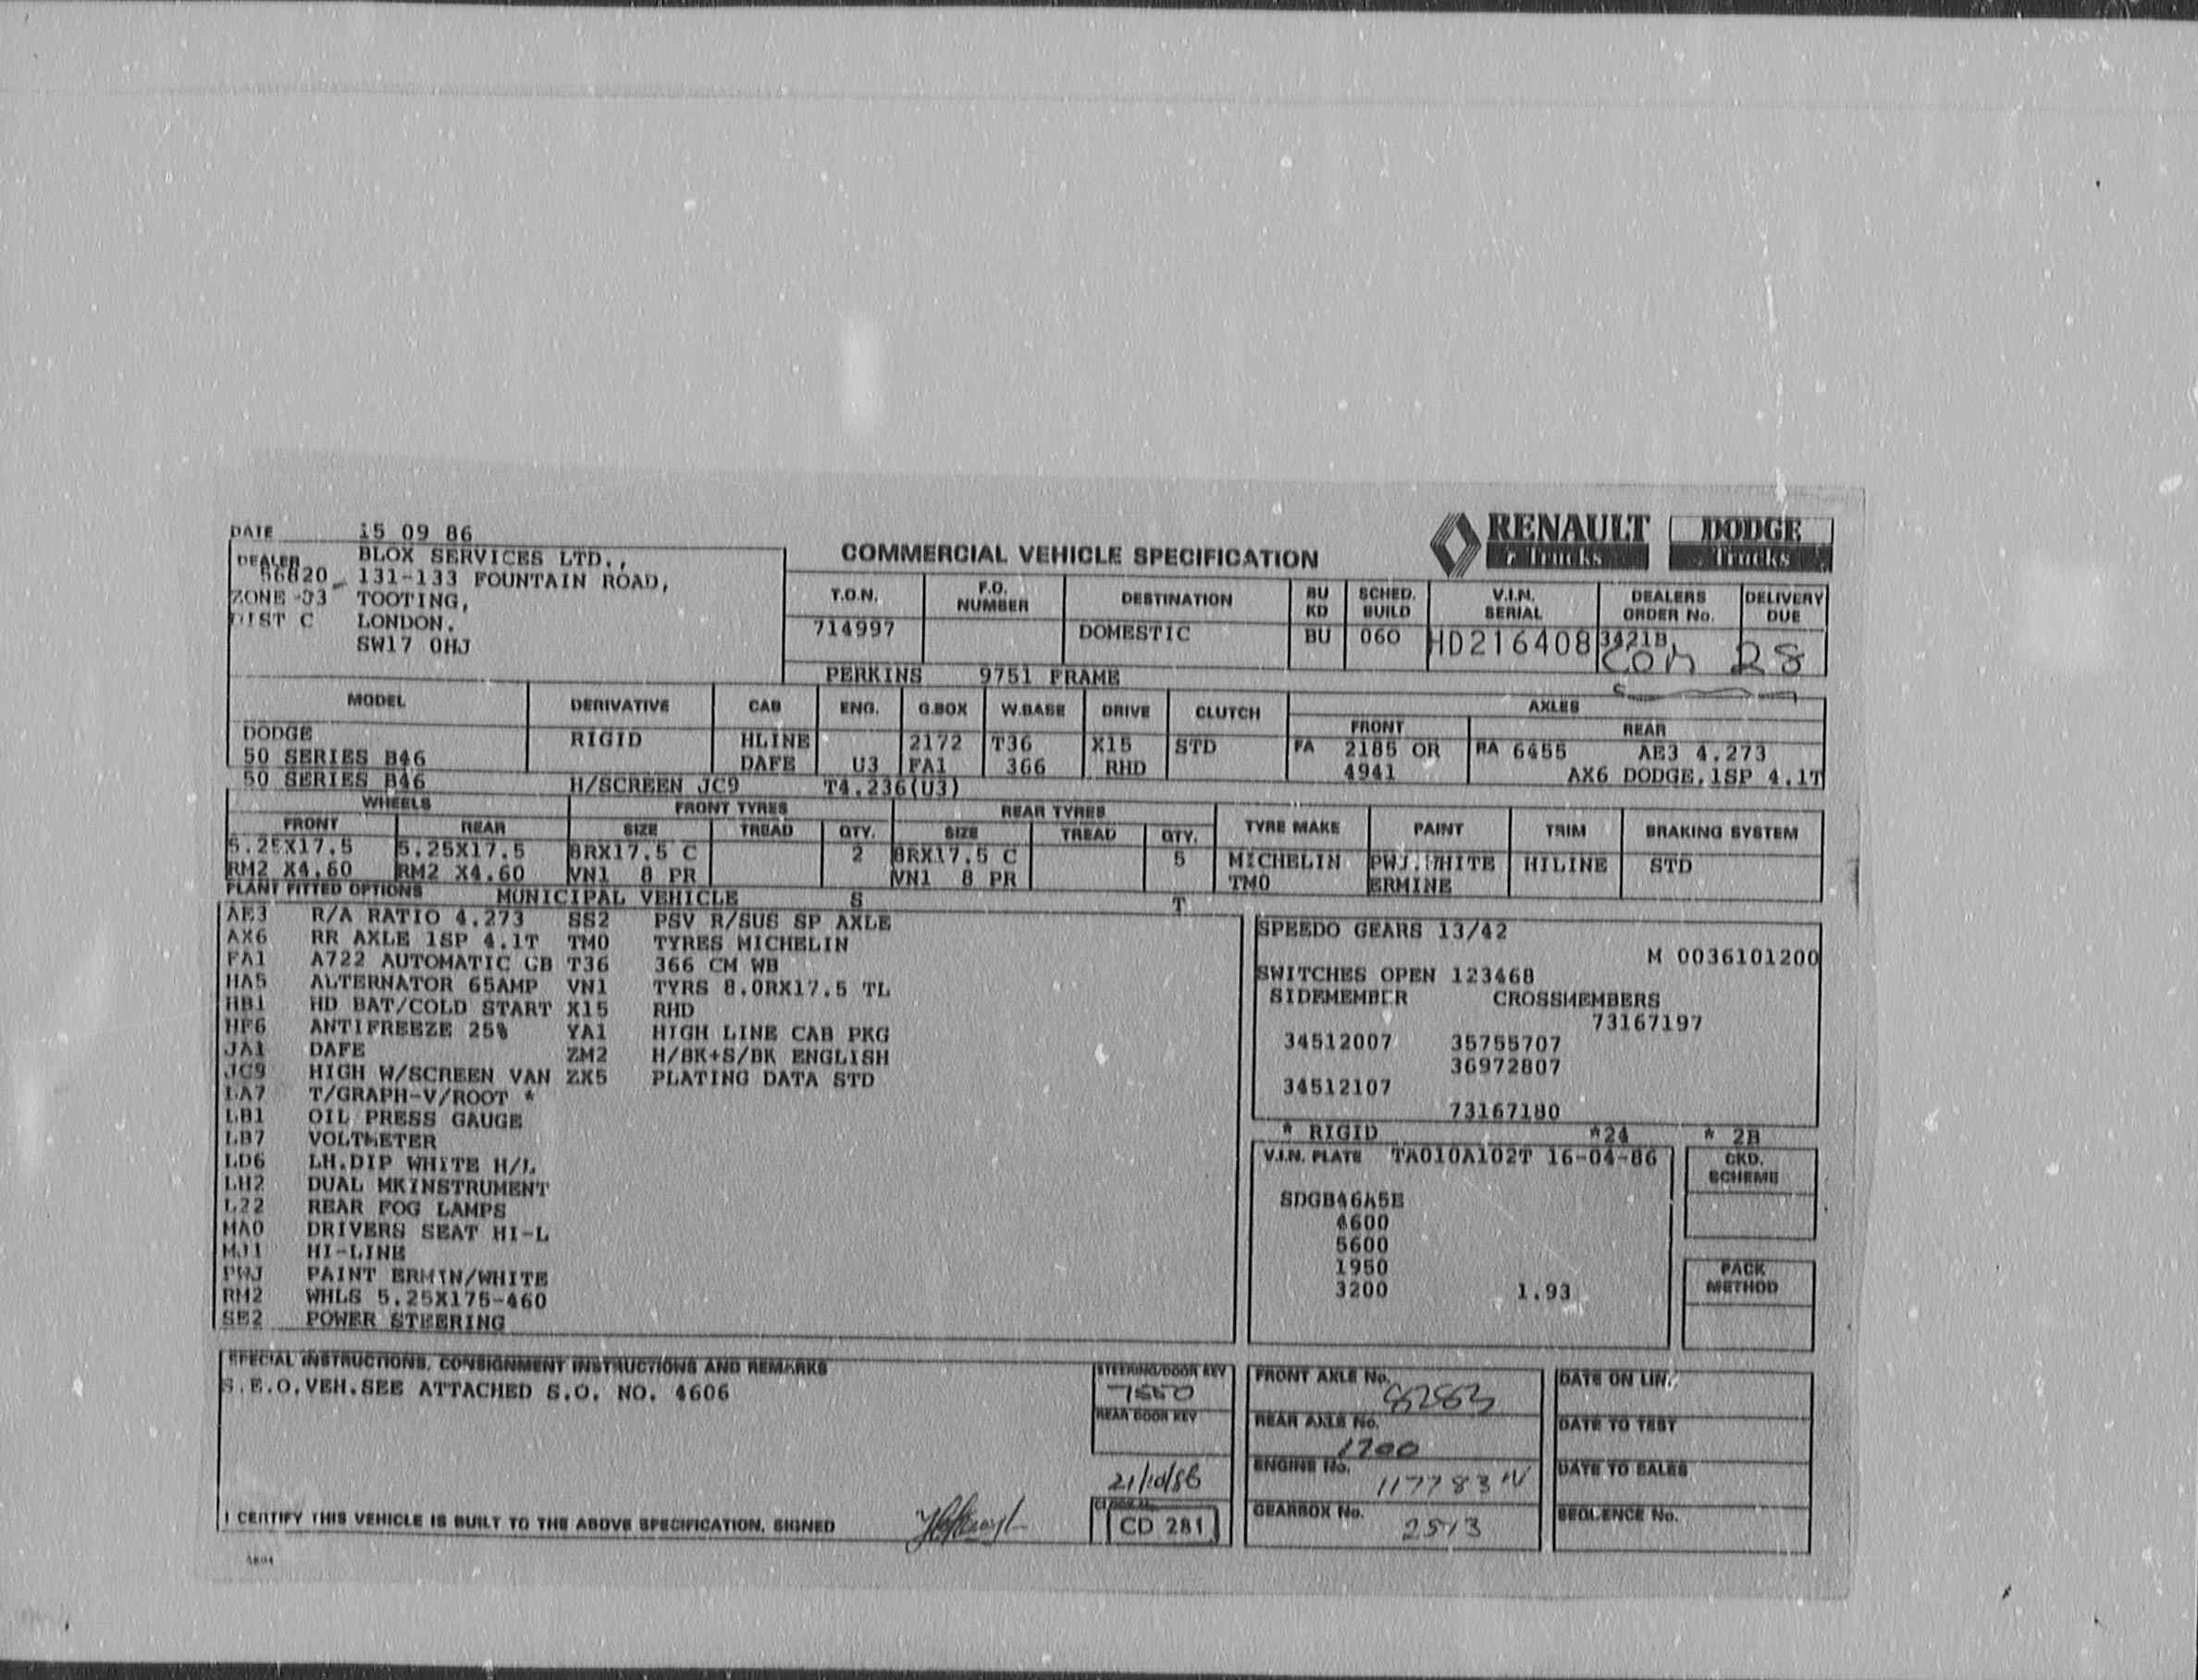 DATE 15 09 86
DEALER BLOX SERVICES LTD.,
56820 131-133 FOUNTAIN ROAD,
ZONE 03 TOOTING,
DIST C LONDON.
SW17 0HJ
COMMERCIAL VEHICLE SPECIFICATION
RENAULT Trucks
DODGE Trucks
T.O.N. F.O. NUMBER DESTINATION BU KD SCHED. BUILD V.I.N. SERIAL DEALERS ORDER No. DELIVERY DUE
714997 DOMESTIC BU 060 HD216408 3421B
COM 28
PERKINS 9751 FRAME
MODEL DERIVATIVE CAB ENG. G.BOX W.BASE DRIVE CLUTCH AXLES
FRONT REAR
DODGE RIGID HLINE 2172 T36 X15 STD FA 2185 OR RA 6455 AE3 4.273
50 SERIES B46 DAFE U3 FA1 366 RHD 4941 AX6 DODGE,1SP 4.1T
50 SERIES B46 H/SCREEN JC9 T4.236(U3)
WHEELS FRONT TYRES REAR TYRES
FRONT REAR SIZE TREAD QTY. SIZE TREAD QTY. TYRE MAKE PAINT TRIM BRAKING SYSTEM
5.25X17.5 5.25X17.5 8RX17.5 C 2 8RX17.5 C 5 MICHELIN PWJ.WHITE HILINE STD
RM2 X4.60 RM2 X4.60 VN1 8 PR VN1 8 PR TM0 ERMINE
PLANT FITTED OPTIONS MUNICIPAL VEHICLE S T
AE3 R/A RATIO 4.273 SS2 PSV R/SUS SP AXLE
AX6 RR AXLE 1SP 4.1T TM0 TYRES MICHELIN
FA1 A722 AUTOMATIC GB T36 366 CM WB
HA5 ALTERNATOR 65AMP VN1 TYRS 8.0RX17.5 TL
HB1 HD BAT/COLD START X15 RHD
HF6 ANTIFREEZE 25% YA1 HIGH LINE CAB PKG
JA1 DAFE ZM2 H/BK+S/BK ENGLISH
JC9 HIGH W/SCREEN VAN ZX5 PLATING DATA STD
LA7 T/GRAPH-V/ROOT *
LB1 OIL PRESS GAUGE
LB7 VOLTMETER
LD6 LH.DIP WHITE H/L
LH2 DUAL MKINSTRUMENT
L22 REAR FOG LAMPS
MA0 DRIVERS SEAT HI-L
MJ1 HI-LINE
PWJ PAINT ERMIN/WHITE
RM2 WHLS 5.25X175-460
SE2 POWER STEERING
SPEEDO GEARS 13/42
M 0036101200
SWITCHES OPEN 123468
SIDEMEMBER CROSSMEMBERS
73167197
34512007 35755707
36972807
34512107
73167180
* RIGID *24 * 2B
V.I.N. PLATE TA010A102T 16-04-86
SDGB46A5E
4600
5600
1950
3200 1.93
CKD. SCHEME
PACK METHOD
SPECIAL INSTRUCTIONS, CONSIGNMENT INSTRUCTIONS AND REMARKS
S.E.O.VEH.SEE ATTACHED S.O. NO. 4606
I CERTIFY THIS VEHICLE IS BUILT TO THE ABOVE SPECIFICATION, SIGNED
STEERING/DOOR KEY
REAR DOOR KEY
21/10/86
CD 281
FRONT AXLE No.
8283
REAR AXLE No.
1700
ENGINE No.
117783
GEARBOX No.
2513
DATE ON LINE
DATE TO TEST
DATE TO SALES
SEQUENCE No.